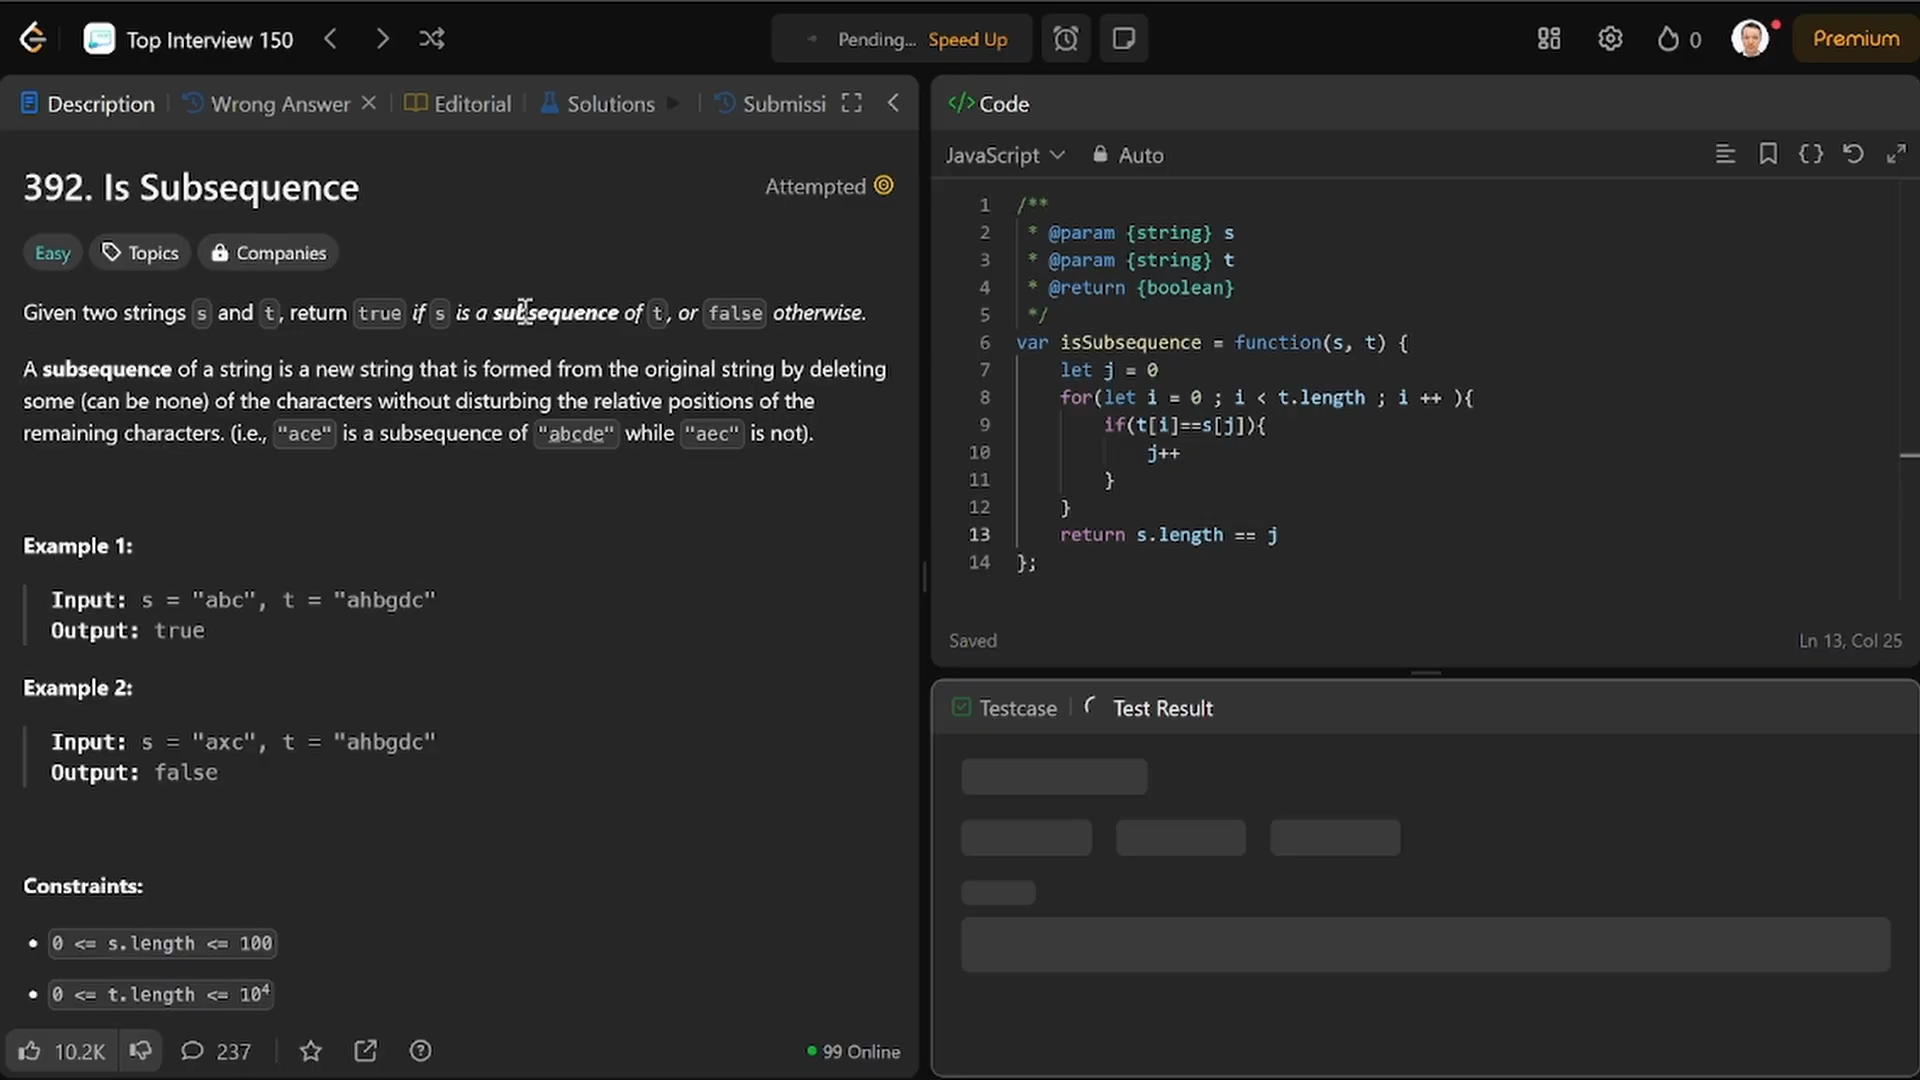 Top Interview 150
Pending... Speed Up
0
Premium
Description
Wrong Answer
Editorial
Solutions
Submissi
392. Is Subsequence
Attempted
Easy
Topics
Companies
Given two strings s and t, return true if s is a subsequence of t, or false otherwise.
A subsequence of a string is a new string that is formed from the original string by deleting
some (can be none) of the characters without disturbing the relative positions of the
remaining characters. (i.e., "ace" is a subsequence of "abcde" while "aec" is not).
Example 1:
Input: s = "abc", t = "ahbgdc"
Output: true
Example 2:
Input: s = "axc", t = "ahbgdc"
Output: false
Constraints:
• 0 <= s.length <= 100
• 0 <= t.length <= 10⁴
10.2K
237
99 Online
</> Code
JavaScript
Auto
1 /**
2 * @param {string} s
3 * @param {string} t
4 * @return {boolean}
5 */
6 var isSubsequence = function(s, t) {
7 let j = 0
8 for(let i = 0 ; i < t.length ; i ++ ){
9 if(t[i]==s[j]){
10 j++
11 }
12 }
13 return s.length == j
14 };
Saved
Ln 13, Col 25
Testcase
Test Result